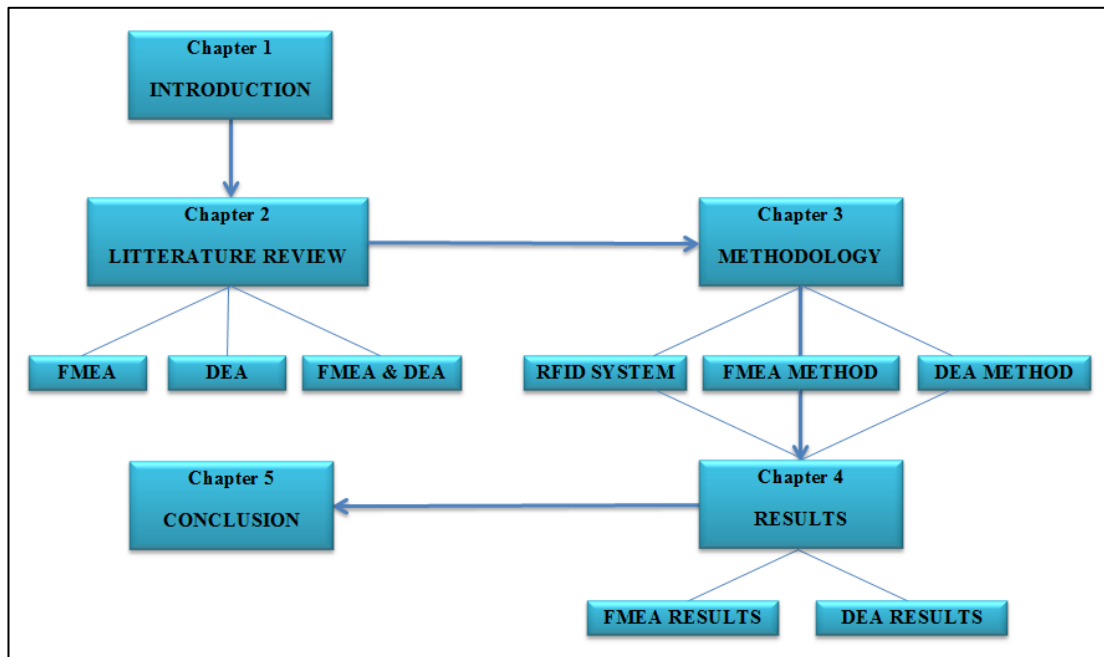 Chapter 1
INTRODUCTION
Chapter 2
LITTERATURE REVIEW
Chapter 3
METHODOLOGY
FMEA
DEA
FMEA & DEA
RFID SYSTEM
FMEA METHOD
DEA METHOD
Chapter 5
CONCLUSION
Chapter 4
RESULTS
FMEA RESULTS
DEA RESULTS